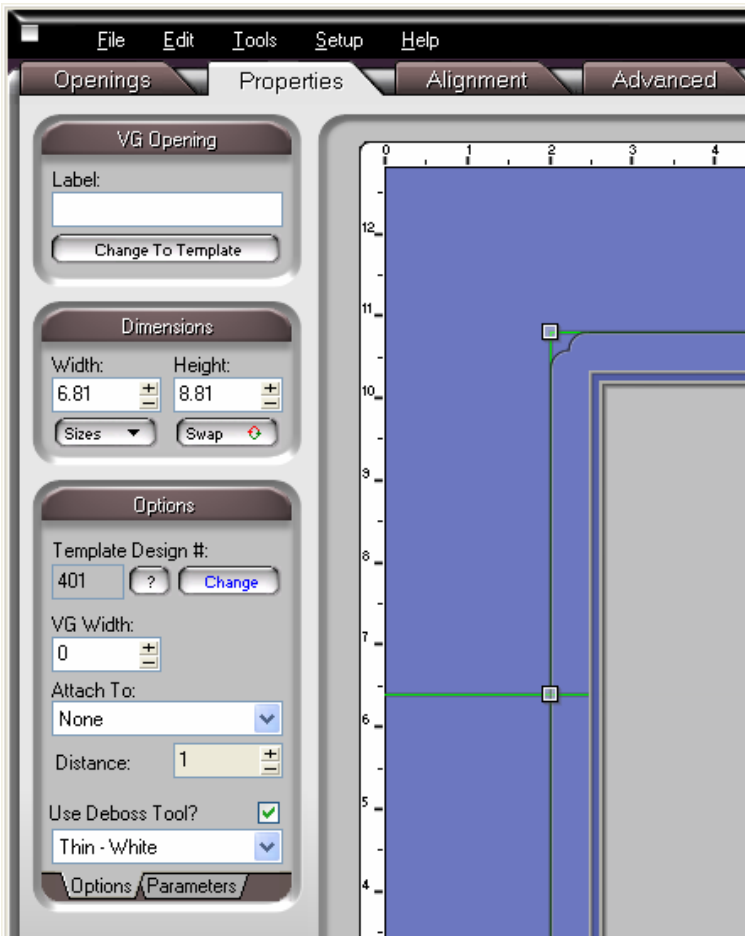 File Edit Tools Setup Help
Openings Properties Alignment Advanced
VG Opening
Label:
Change To Template
Dimensions
Width: Height:
6.81 8.81
Sizes Swap
Options
Template Design #:
401 ? Change
VG Width:
0
Attach To:
None
Distance: 1
Use Deboss Tool?
Thin - White
Options Parameters
0 1 2 3 4
12
11
10
9
8
7
6
5
4